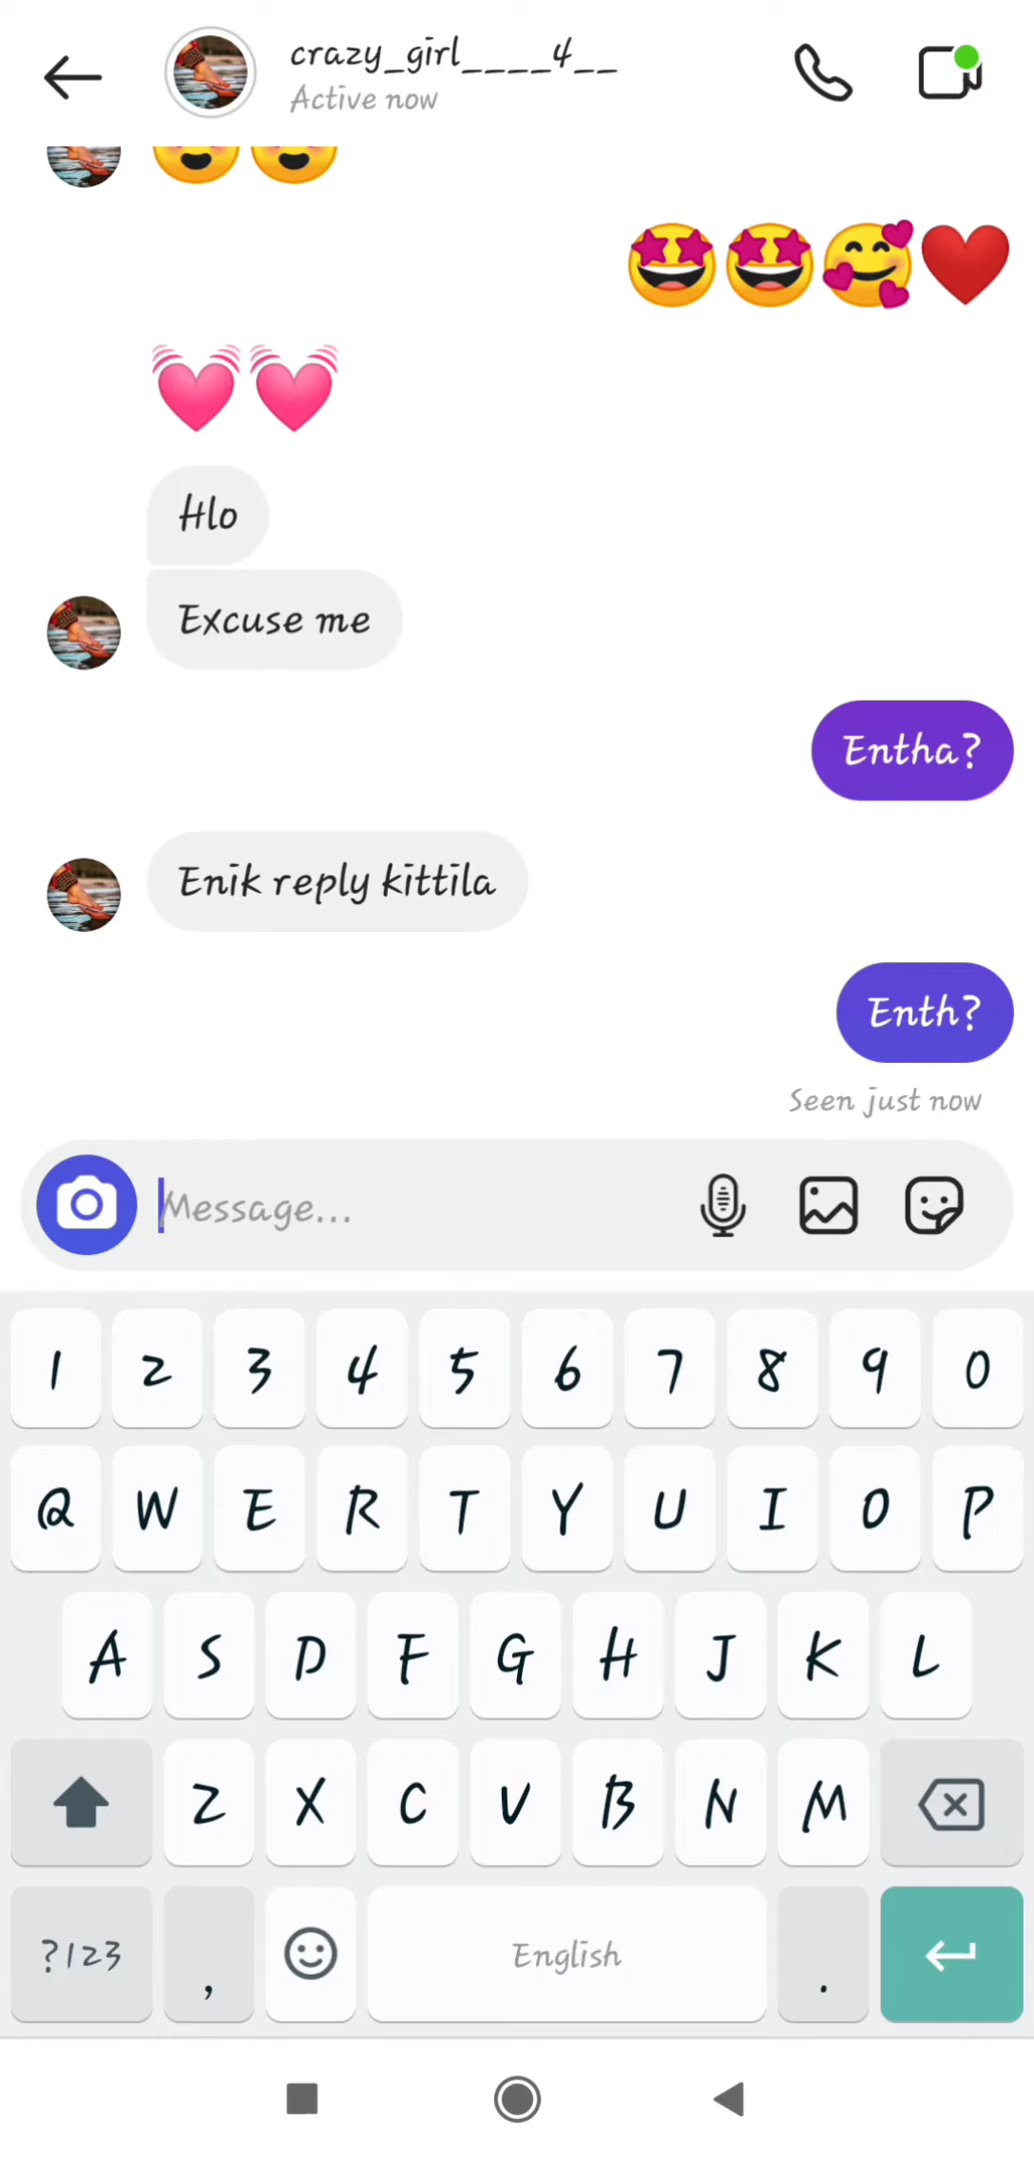 crazy_girl____4__
Active now
Hlo
Excuse me
Entha?
Enik reply kittila
Enth?
Seen just now
Message...
1 2 3 4 5 6 7 8 9 0
Q W E R T Y U I O P
A S D F G H J K L
Z X C V B N M
?123 , English .